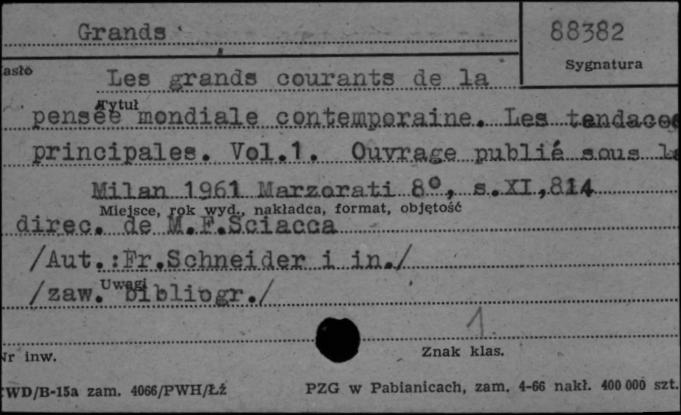 Grands
88382
Sygnatura
asło
Les grands courants de la
Tytuł
pensée mondiale contemporaine. Les tendaces
principales. Vol.1. Ouvrage publié sous l
Milan 1961 Marzorati 8°, s.XI,814
Miejsce, rok wyd., nakładca, format, objętość
direc. de M.F.Sciacca
/Aut.:Fr.Schneider i in./
Uwagi
/zaw. bibliogr./
1
Nr inw.
Znak klas.
WD/B-15a zam. 4066/PWH/ŁŻ
PZG w Pabianicach, zam. 4-66 nakł. 400 000 szt.